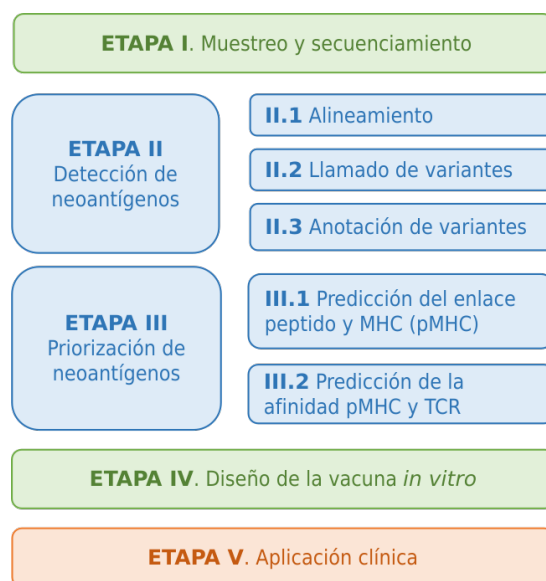 ETAPA I. Muestreo y secuenciamiento
ETAPA II
Detección de
neoantígenos
II.1 Alineamiento
II.2 Llamado de variantes
II.3 Anotación de variantes
ETAPA III
Priorización de
neoantígenos
III.1 Predicción del enlace
peptido y MHC (pMHC)
III.2 Predicción de la
afinidad pMHC y TCR
ETAPA IV. Diseño de la vacuna in vitro
ETAPA V. Aplicación clínica